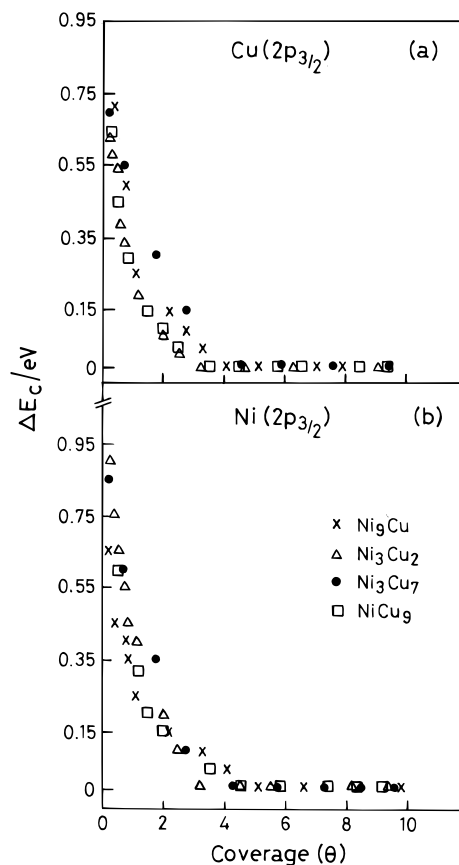 0.95
Cu(2p3/2) (a)
0.75
0.55
0.35
0.15
0
ΔEc/eV
Ni(2p3/2) (b)
0.95
0.75
0.55
0.35
0.15
0
x Ni9Cu
△ Ni3Cu2
● Ni3Cu7
□ NiCu9
0 2 4 6 8 10
Coverage (θ)